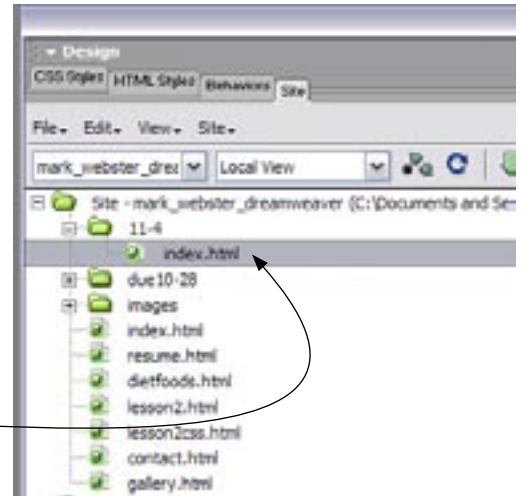 Design
CSS Styles HTML Styles Behaviors Site
File Edit View Site
mark_webster_drea Local View
Site - mark_webster_dreamweaver (C:\Documents and Se
11-4
index.html
due10-28
images
index.html
resume.html
dietfoods.html
lesson2.html
lesson2css.html
contact.html
gallery.html